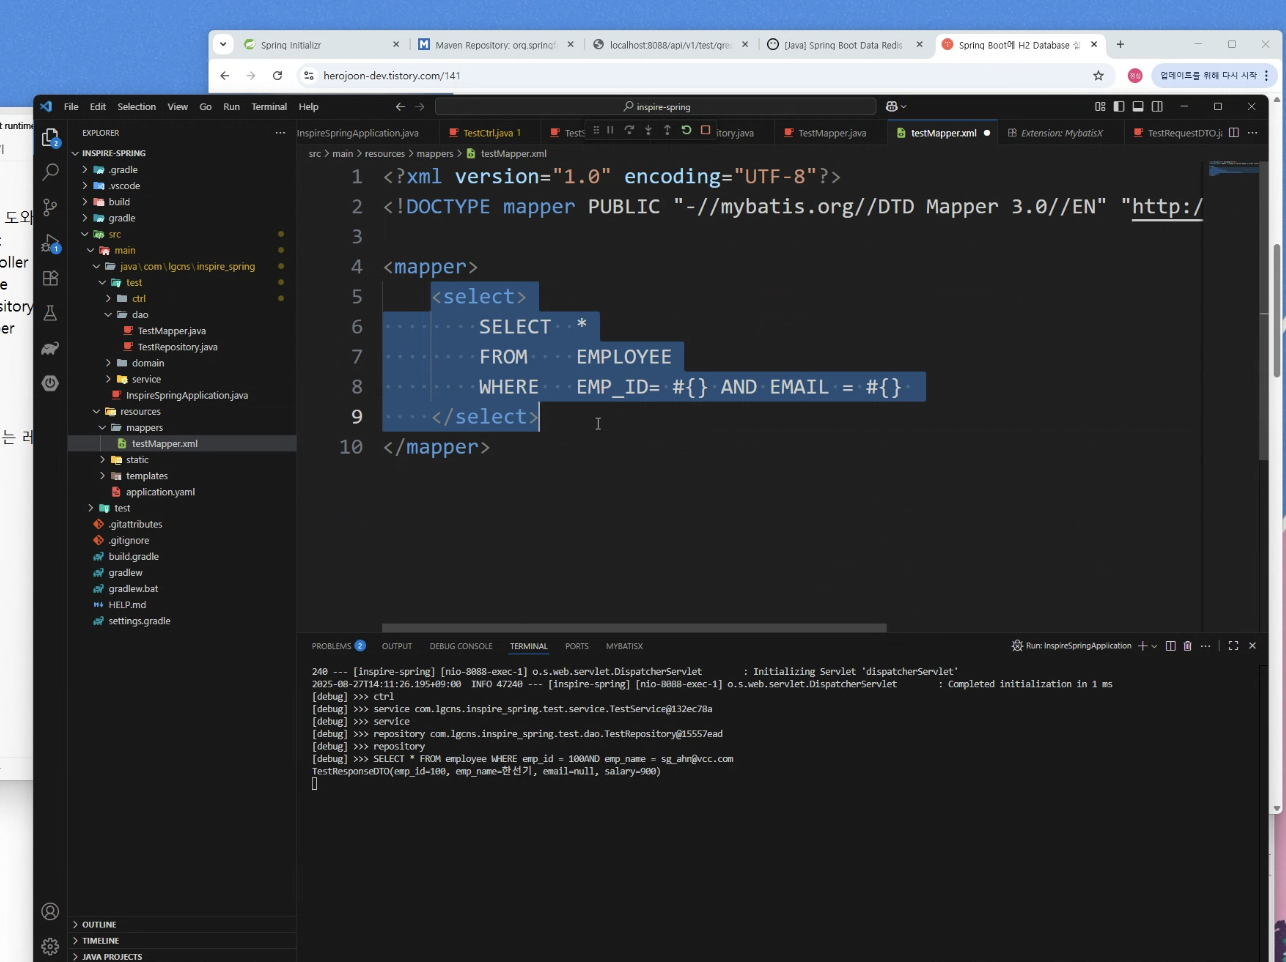 Spring Initializr
Maven Repository: org.springf
localhost:8088/api/v1/test/qre
[Java] Spring Boot Data Redis
Spring Boot에 H2 Database 설
herojoon-dev.tistory.com/141
업데이트를 위해 다시 시작
File Edit Selection View Go Run Terminal Help
inspire-spring
t runtime
도와
oller
e
sitory
per
는 레
EXPLORER
INSPIRE-SPRING
.gradle
.vscode
build
gradle
src
main
java\com\lgcns\inspire_spring
test
ctrl
dao
TestMapper.java
TestRepository.java
domain
service
InspireSpringApplication.java
resources
mappers
testMapper.xml
static
templates
application.yaml
test
.gitattributes
.gitignore
build.gradle
gradlew
gradlew.bat
HELP.md
settings.gradle
OUTLINE
TIMELINE
JAVA PROJECTS
InspireSpringApplication.java
TestCtrl.java 1
TestS
itory.java
TestMapper.java
testMapper.xml
Extension: MybatisX
TestRequestDTO.ja
src > main > resources > mappers > testMapper.xml
1 <?xml version="1.0" encoding="UTF-8"?>
2 <!DOCTYPE mapper PUBLIC "-//mybatis.org//DTD Mapper 3.0//EN" "http:/
3
4 <mapper>
5 <select>
6 SELECT *
7 FROM EMPLOYEE
8 WHERE EMP_ID= #{} AND EMAIL = #{}
9 </select>
10 </mapper>
PROBLEMS 2 OUTPUT DEBUG CONSOLE TERMINAL PORTS MYBATISX
Run: InspireSpringApplication
240 --- [inspire-spring] [nio-8088-exec-1] o.s.web.servlet.DispatcherServlet : Initializing Servlet 'dispatcherServlet'
2025-08-27T14:11:26.195+09:00 INFO 47240 --- [inspire-spring] [nio-8088-exec-1] o.s.web.servlet.DispatcherServlet : Completed initialization in 1 ms
[debug] >>> ctrl
[debug] >>> service com.lgcns.inspire_spring.test.service.TestService@132ec78a
[debug] >>> service
[debug] >>> repository com.lgcns.inspire_spring.test.dao.TestRepository@15557ead
[debug] >>> repository
[debug] >>> SELECT * FROM employee WHERE emp_id = 100AND emp_name = sg_ahn@vcc.com
TestResponseDTO(emp_id=100, emp_name=한선기, email=null, salary=900)